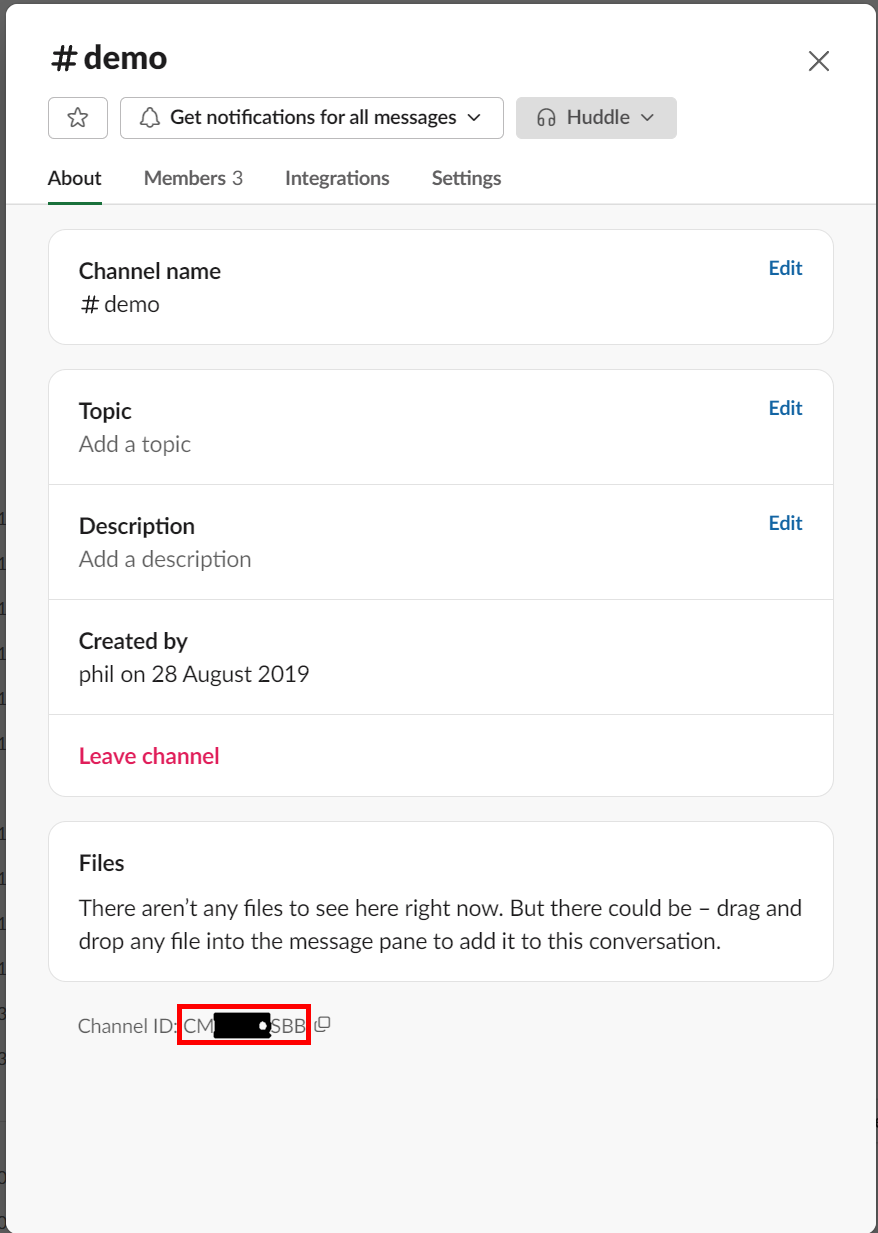 # demo
Get notifications for all messages
Huddle
About Members 3 Integrations Settings
Channel name Edit
# demo
Topic Edit
Add a topic
Description Edit
Add a description
Created by
phil on 28 August 2019
Leave channel
Files
There aren’t any files to see here right now. But there could be – drag and
drop any file into the message pane to add it to this conversation.
Channel ID: CM SBB